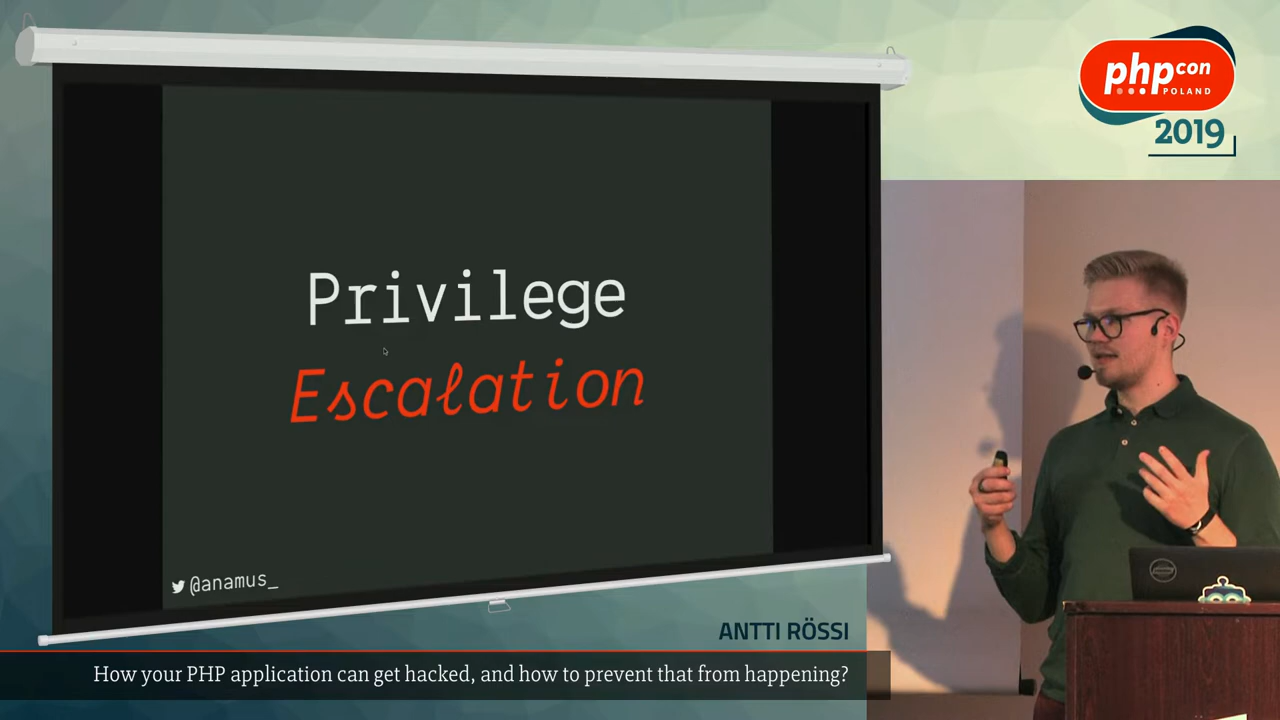 php con
POLAND
2019
Privilege
Escalation
@anamus_
ANTTI RÖSSI
How your PHP application can get hacked, and how to prevent that from happening?